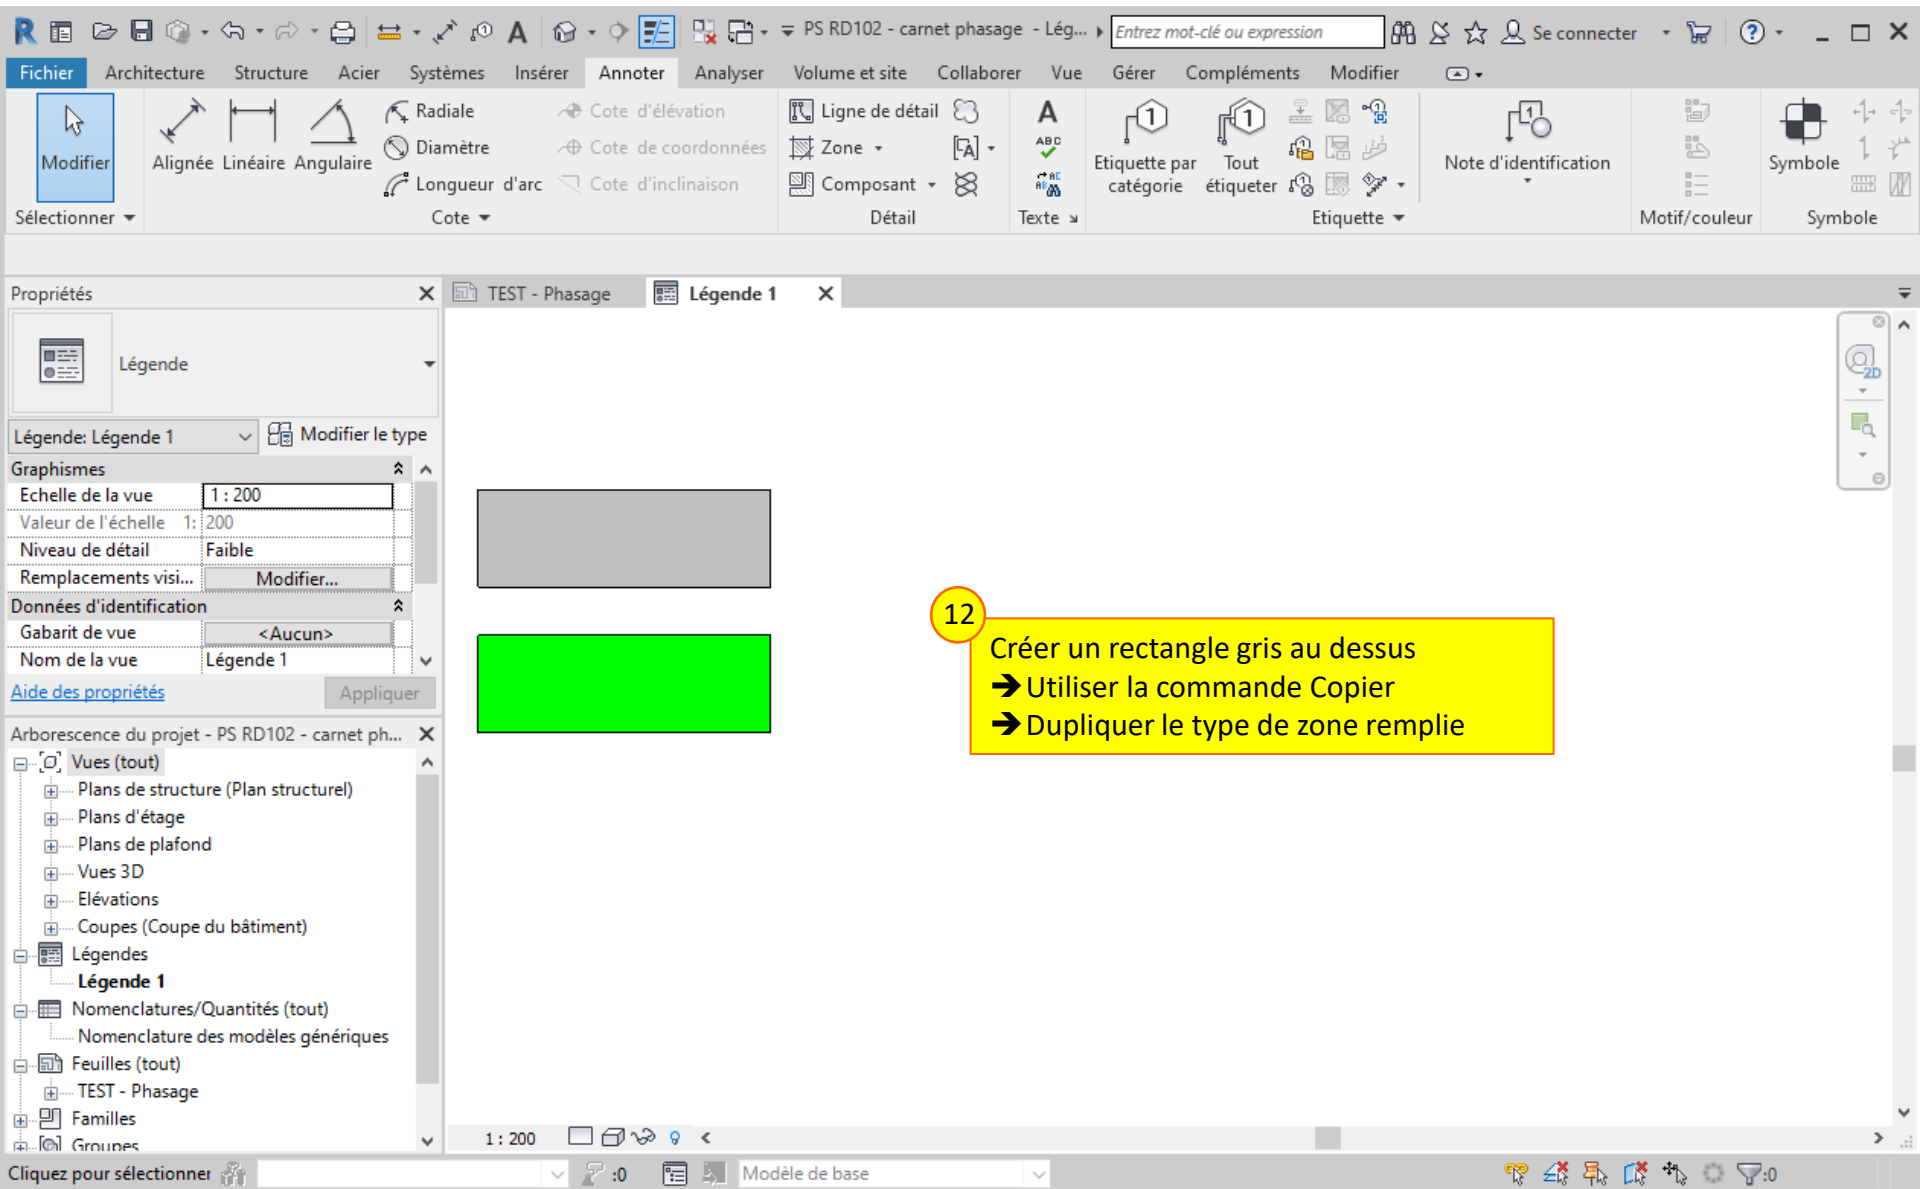 PS RD102 - carnet phasage - Lég...
Entrez mot-clé ou expression
Se connecter
Fichier Architecture Structure Acier Systèmes Insérer Annoter Analyser Volume et site Collaborer Vue Gérer Compléments Modifier
Modifier
Alignée Linéaire Angulaire
Radiale
Diamètre
Longueur d'arc
Cote d'élévation
Cote de coordonnées
Cote d'inclinaison
Ligne de détail
Zone
Composant
A
ABC
Etiquette par
catégorie
Tout
étiqueter
Note d'identification
Symbole
Sélectionner
Cote
Détail
Texte
Etiquette
Motif/couleur
Symbole
Propriétés
Légende
Légende: Légende 1
Modifier le type
Graphismes
Echelle de la vue 1 : 200
Valeur de l'échelle 1: 200
Niveau de détail Faible
Remplacements visi... Modifier...
Données d'identification
Gabarit de vue <Aucun>
Nom de la vue Légende 1
Aide des propriétés Appliquer
Arborescence du projet - PS RD102 - carnet ph...
Vues (tout)
Plans de structure (Plan structurel)
Plans d'étage
Plans de plafond
Vues 3D
Elévations
Coupes (Coupe du bâtiment)
Légendes
Légende 1
Nomenclatures/Quantités (tout)
Nomenclature des modèles génériques
Feuilles (tout)
TEST - Phasage
Familles
Groupes
TEST - Phasage
Légende 1
2D
12
Créer un rectangle gris au dessus
➔ Utiliser la commande Copier
➔ Dupliquer le type de zone remplie
1 : 200
Cliquez pour sélectionner
:0
Modèle de base
:0